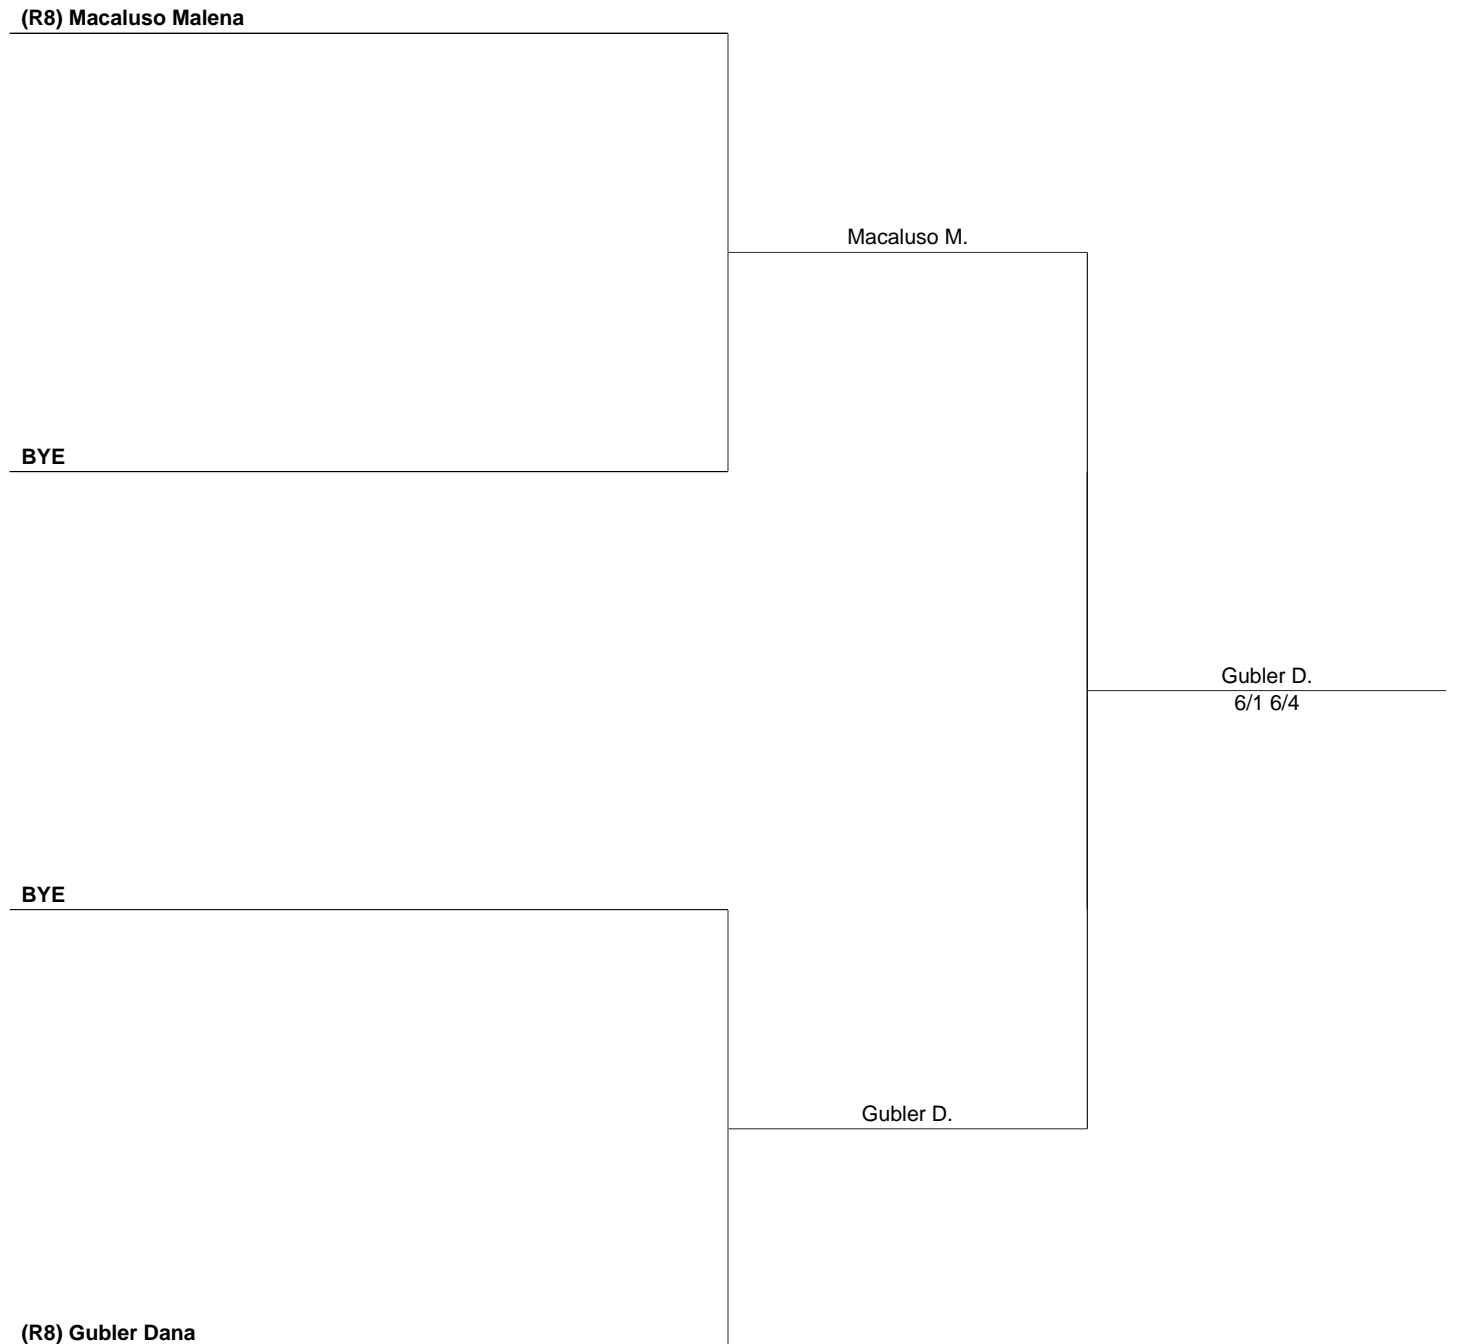 (R8) Macaluso Malena
Macaluso M.
BYE
Gubler D.
6/1 6/4
BYE
Gubler D.
(R8) Gubler Dana